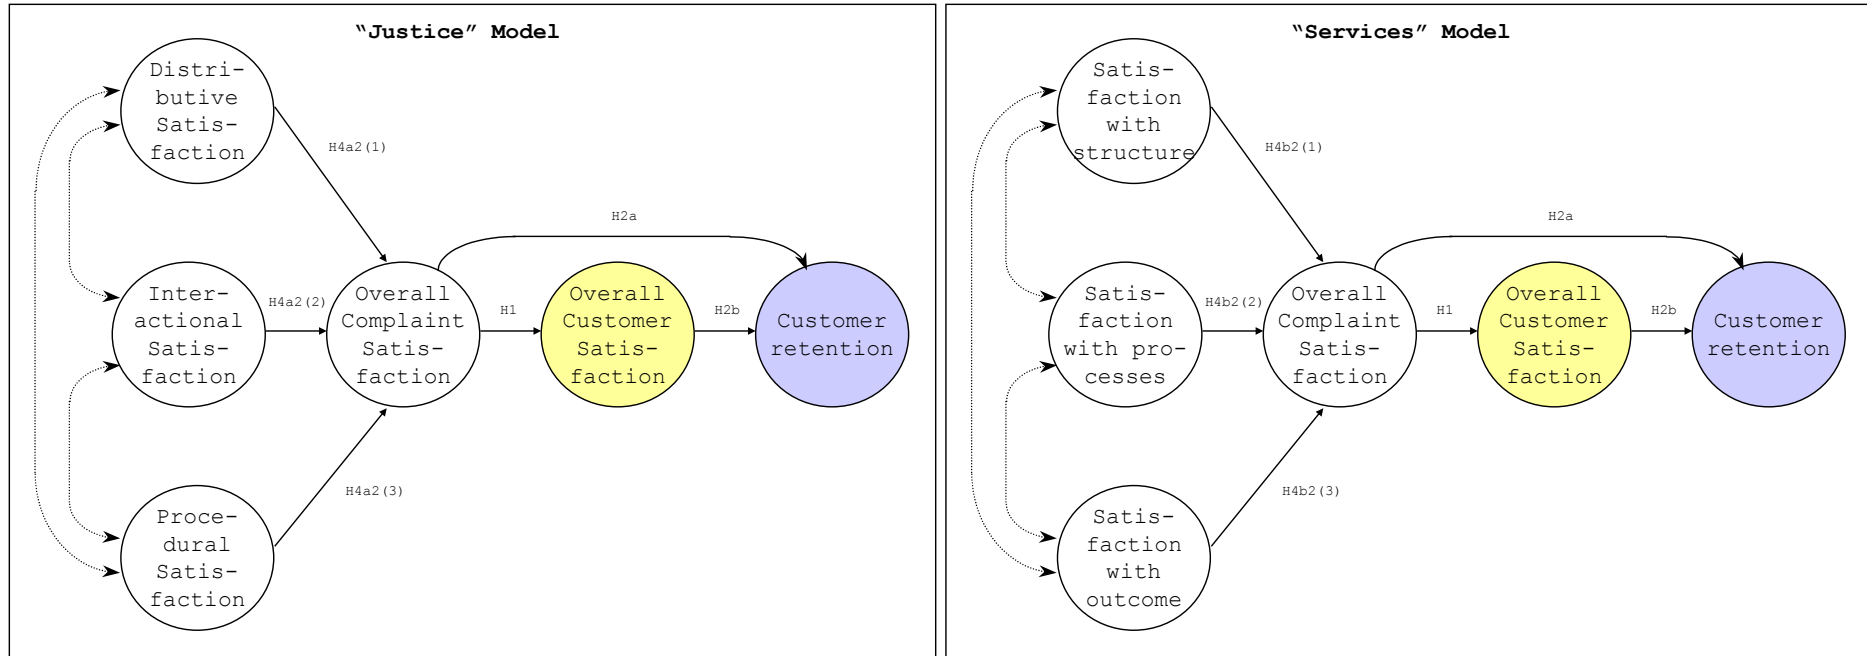 “Justice” Model
Distri-
butive
Satis-
faction
H4a2(1)
H2a
Inter-
actional
Satis-
faction
H4a2(2)
Overall
Complaint
Satis-
faction
H1
Overall
Customer
Satis-
faction
H2b
Customer
retention
H4a2(3)
Proce-
dural
Satis-
faction
“Services” Model
Satis-
faction
with
structure
H4b2(1)
H2a
Satis-
faction
with pro-
cesses
H4b2(2)
Overall
Complaint
Satis-
faction
H1
Overall
Customer
Satis-
faction
H2b
Customer
retention
H4b2(3)
Satis-
faction
with
outcome